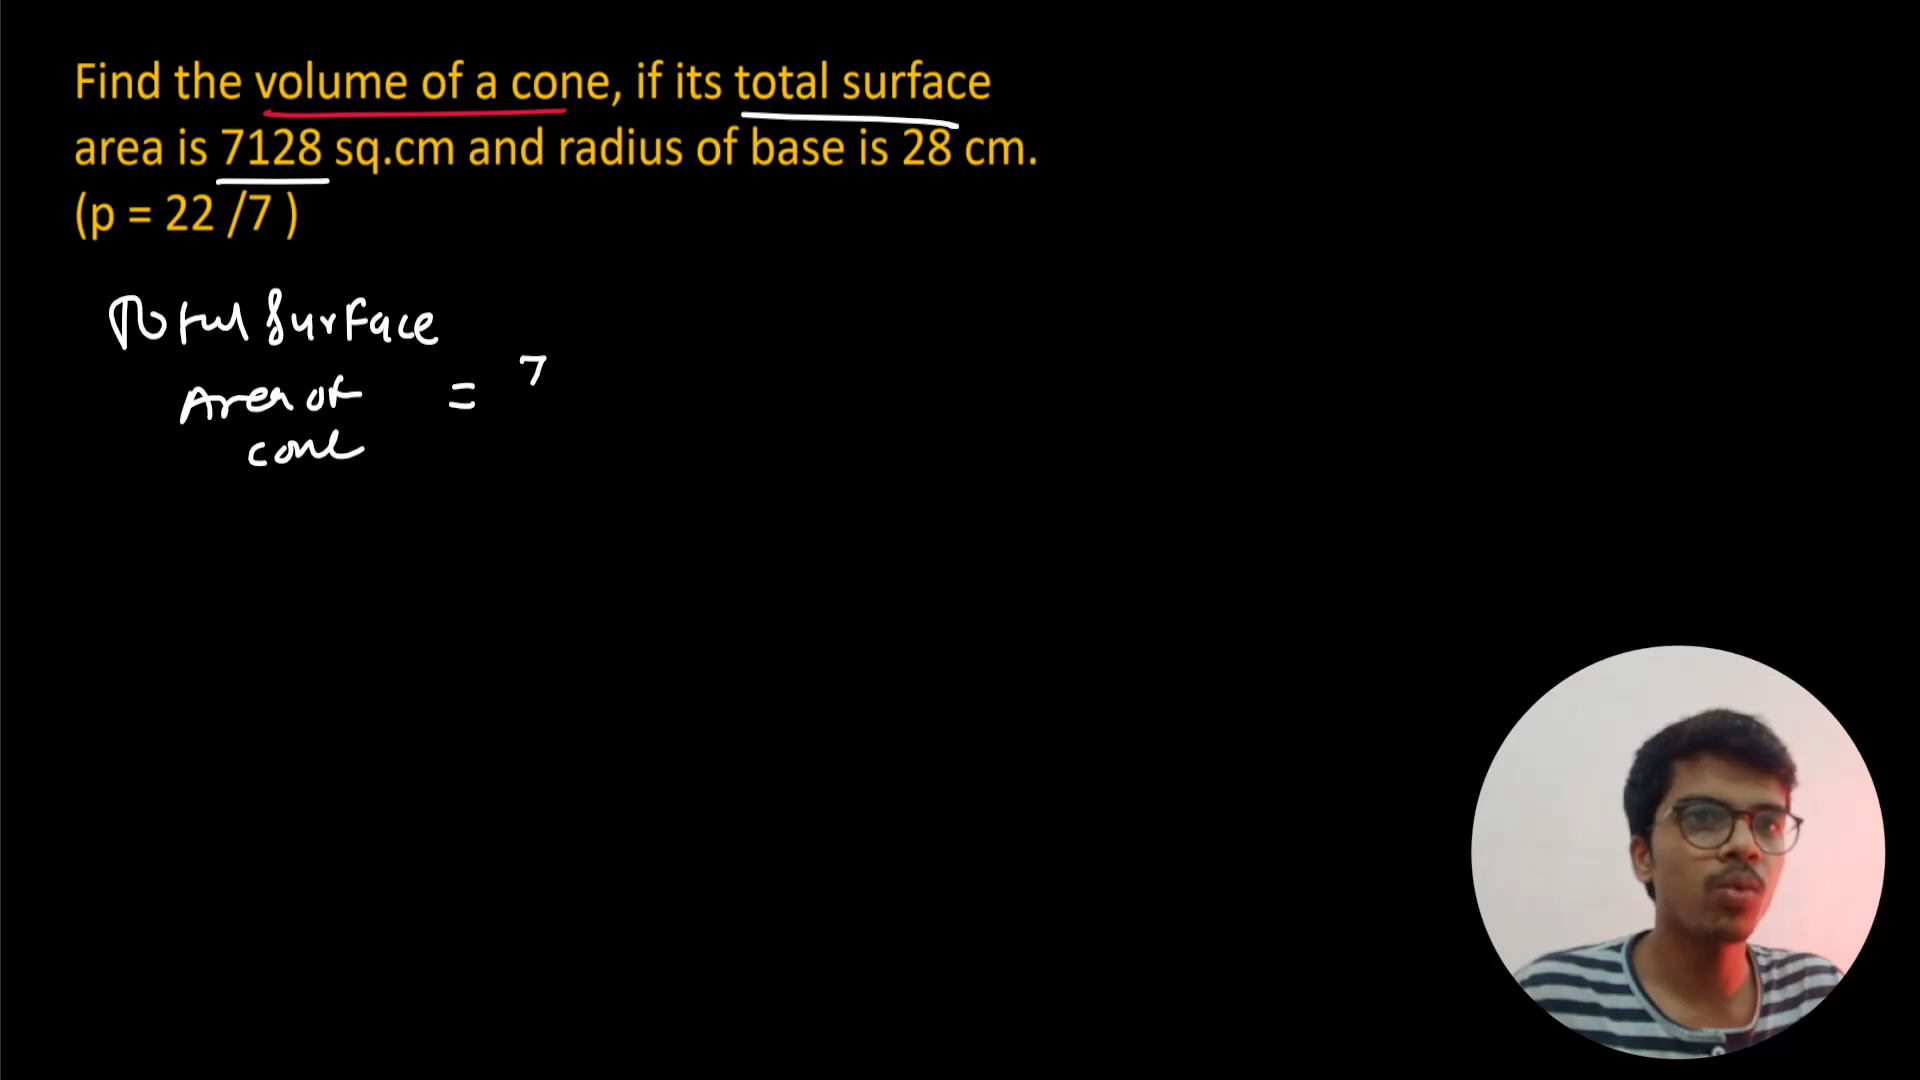 Find the volume of a cone, if its total surface
area is 7128 sq.cm and radius of base is 28 cm.
(p = 22 /7 )
Total Surface
Area of = 7
cone